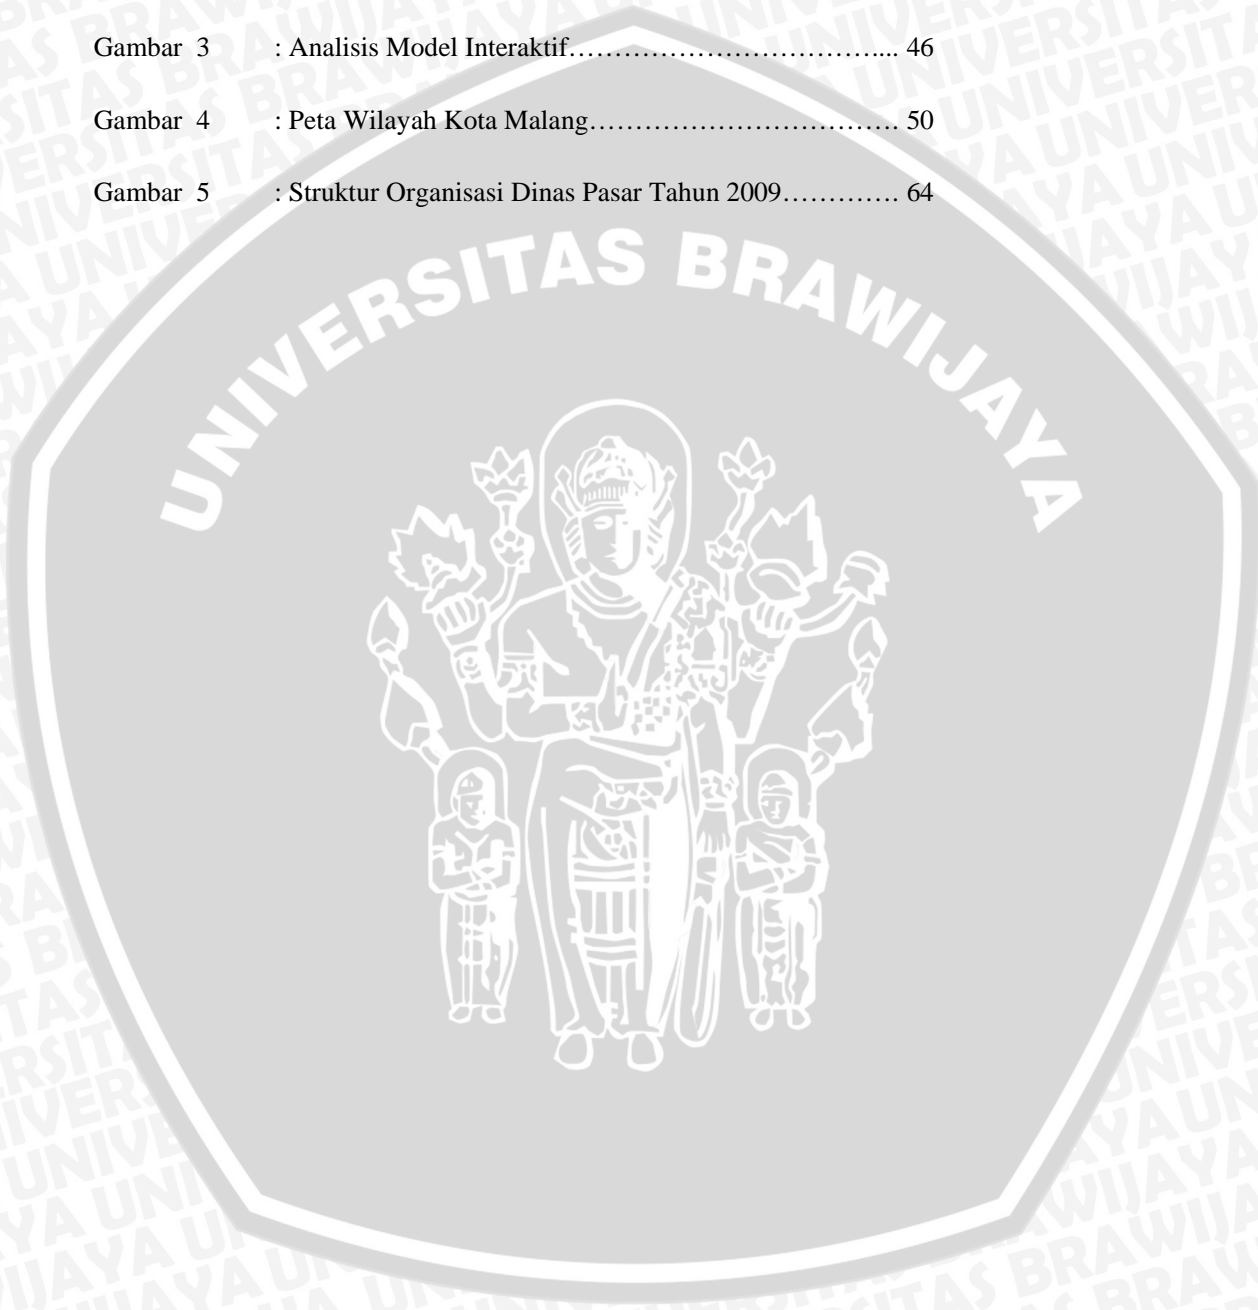 Gambar 3 : Analisis Model Interaktif……………………………... 46
Gambar 4 : Peta Wilayah Kota Malang……………………………. 50
Gambar 5 : Struktur Organisasi Dinas Pasar Tahun 2009…………. 64
UNIVERSITAS BRAWIJAYA